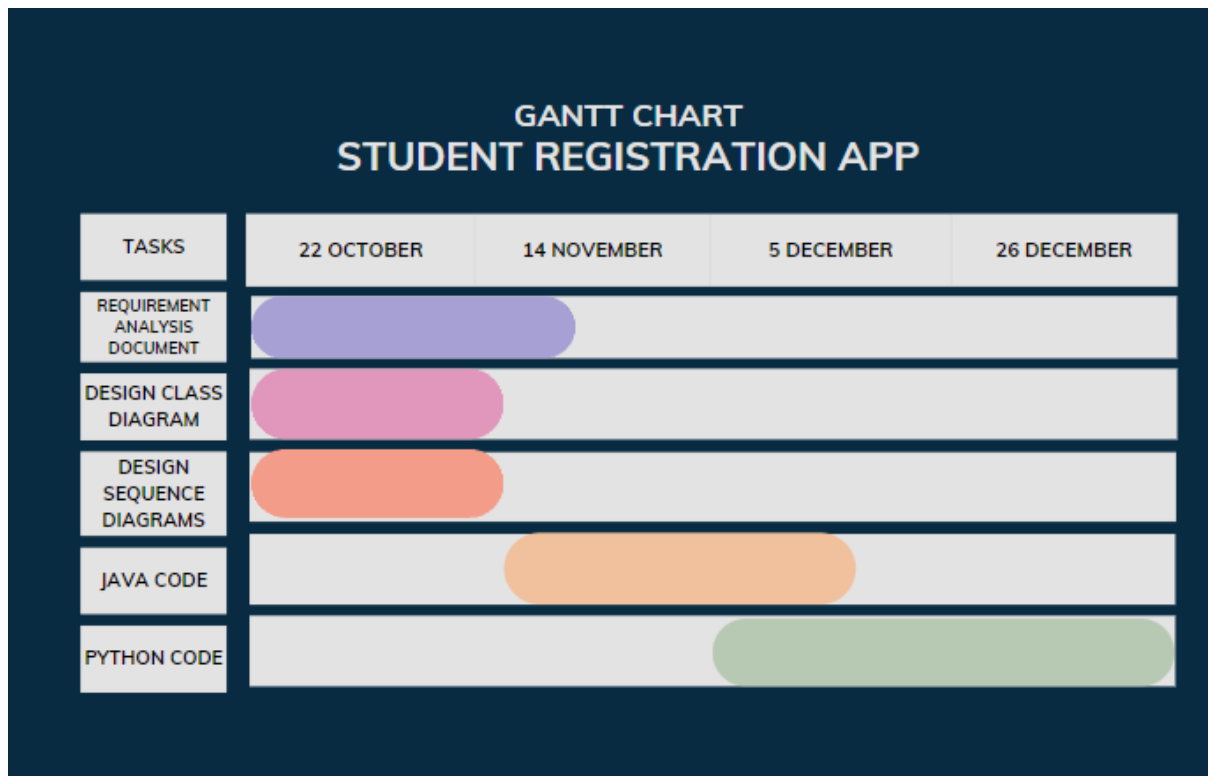 GANTT CHART
STUDENT REGISTRATION APP
TASKS
22 OCTOBER
14 NOVEMBER
5 DECEMBER
26 DECEMBER
REQUIREMENT
ANALYSIS
DOCUMENT
DESIGN CLASS
DIAGRAM
DESIGN
SEQUENCE
DIAGRAMS
JAVA CODE
PYTHON CODE